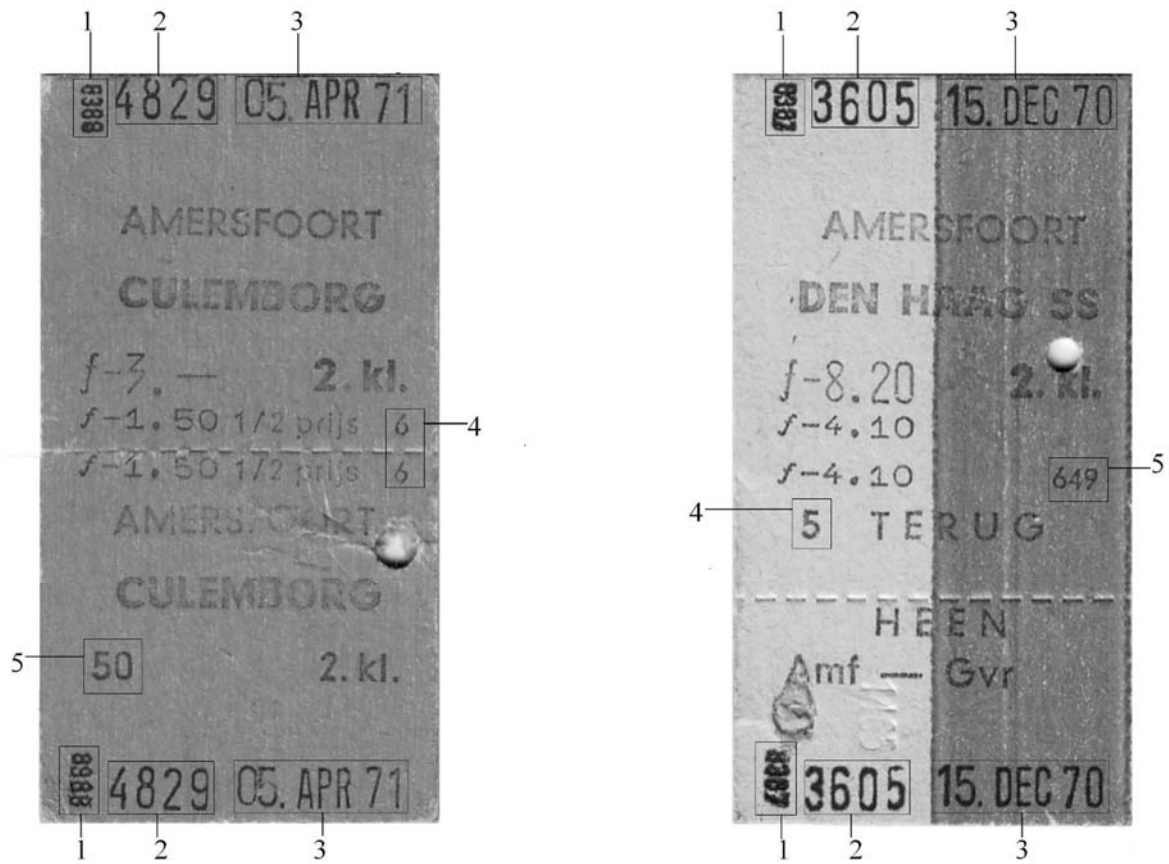 1 2 3
4829 05. APR 71
AMERSFOORT
CULEMBORG
f-3. — 2. kl.
f-1.50 1/2 prijs 6
4
f-1.50 1/2 prijs 6
AMERSFOORT
CULEMBORG
5
50 2. kl.
4829 05. APR 71
1 2 3
1 2 3
3605 15. DEC 70
AMERSFOORT
DEN HAAG SS
f-8.20 2. kl.
f-4.10
f-4.10 649
5
4
5 TERUG
HEEN
Amf — Gvr
3605 15. DEC 70
1 2 3